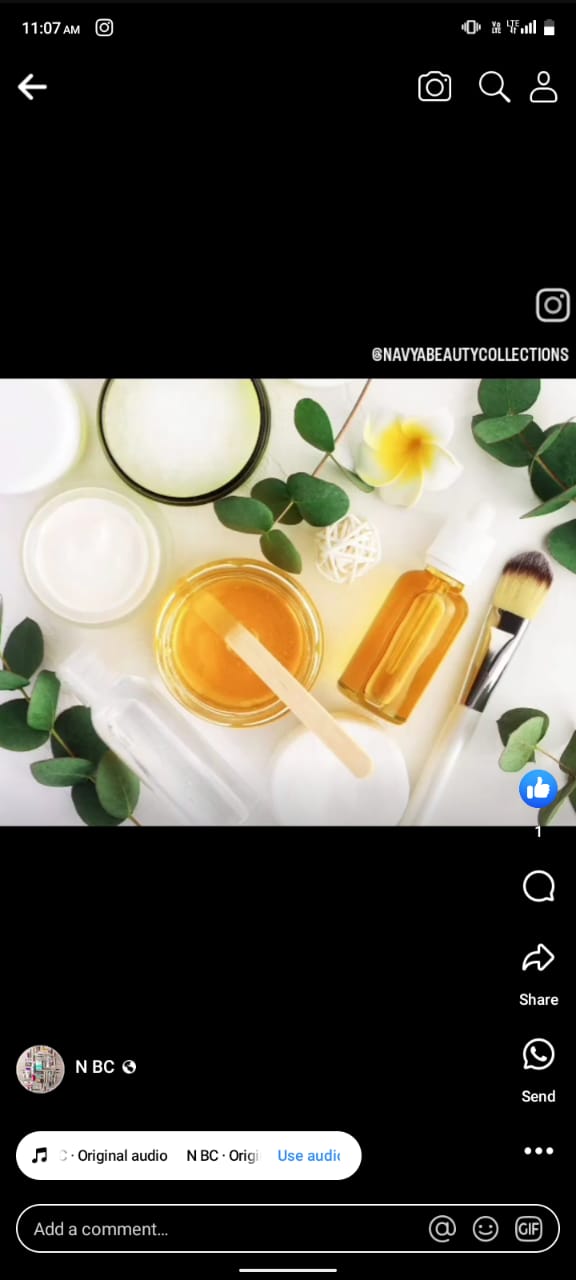 11:07 AM
Vo LTE LTE
@NAVYABEAUTYCOLLECTIONS
1
Share
N BC
Send
C · Original audio N BC · Origi Use audio
Add a comment...
GIF